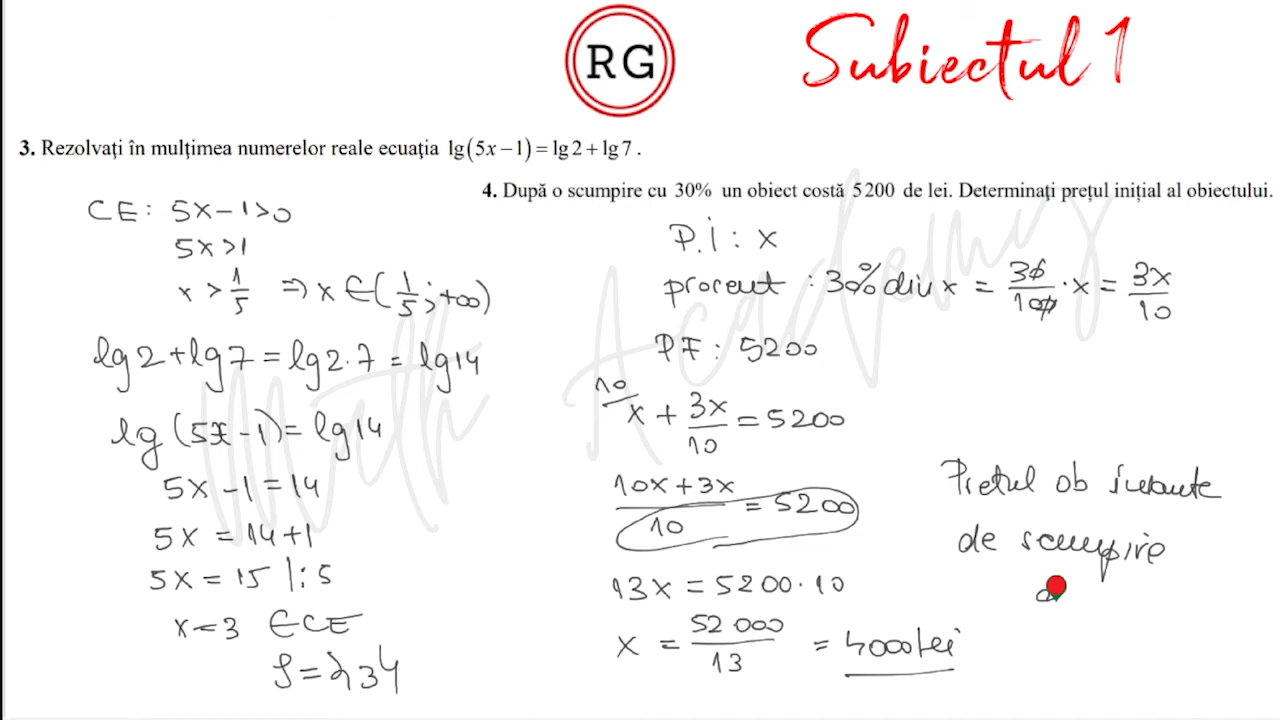 RG
Subiectul 1
3. Rezolvați în mulțimea numerelor reale ecuația lg(5x−1)=lg2+lg7.
CE: 5x-1>0
5x>1
x > 1/5 => x ∈ (1/5; +∞)
lg2+lg7 = lg2·7 = lg14
lg(5x-1) = lg14
5x-1 = 14
5x = 14+1
5x = 15 |:5
x=3 ∈ CE
S={3}
4. După o scumpire cu 30% un obiect costă 5200 de lei. Determinați prețul inițial al obiectului.
P.i : x
procent : 30% din x = 30/100 · x = 3x/10
PF : 5200
10/ x + 3x/10 = 5200
(10x+3x)/10 = 5200
13x = 5200·10
x = 52000/13 = 4000 lei
Prețul ob înainte
de scumpire
a
Math Academy